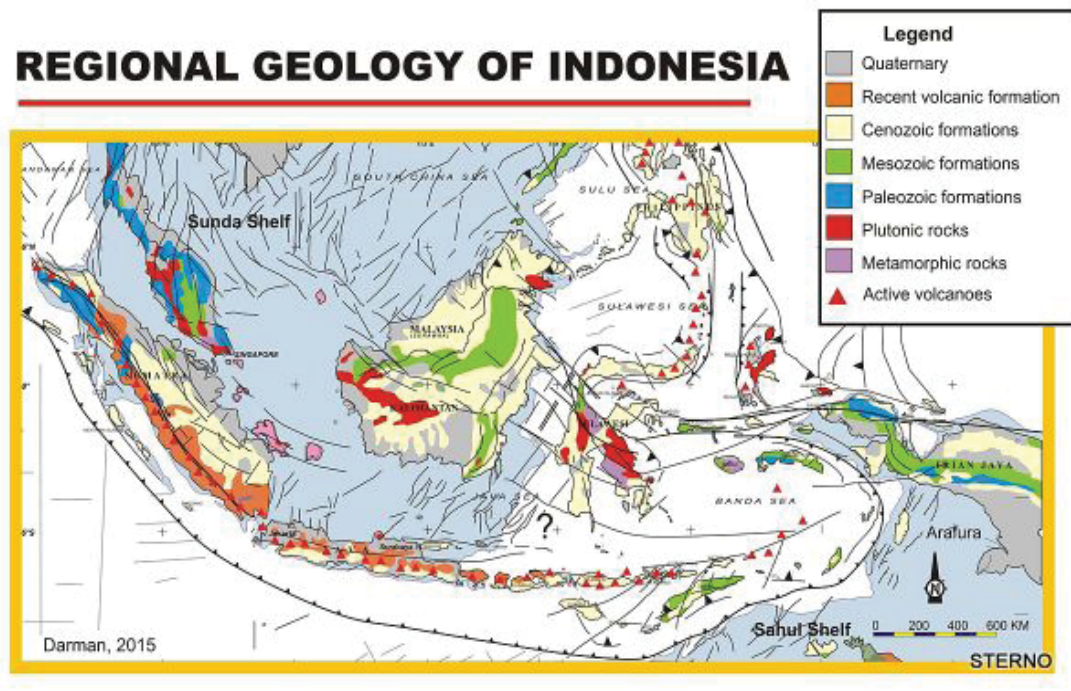 REGIONAL GEOLOGY OF INDONESIA
Legend
Quaternary
Recent volcanic formation
Cenozoic formations
Mesozoic formations
Paleozoic formations
Plutonic rocks
Metamorphic rocks
Active volcanoes
SOUTH CHINA SEA
SULU SEA
Sunda Shelf
SULAWESI SEA
MALAYSIA
SINGAPORE
KALIMANTAN
IRIAN JAYA
BANDA SEA
JAVA SEA
?
Arafura
N
Sahul Shelf
0 200 400 600 KM
Darman, 2015
STERNO